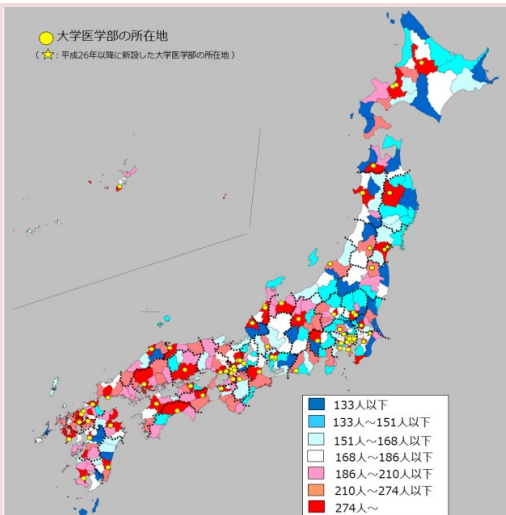 大学医学部の所在地
（ ☆: 平成26年以降に新設した大学医学部の所在地 ）
133人以下
133人～151人以下
151人～168人以下
168人～186人以下
186人～210人以下
210人～274人以下
274人～